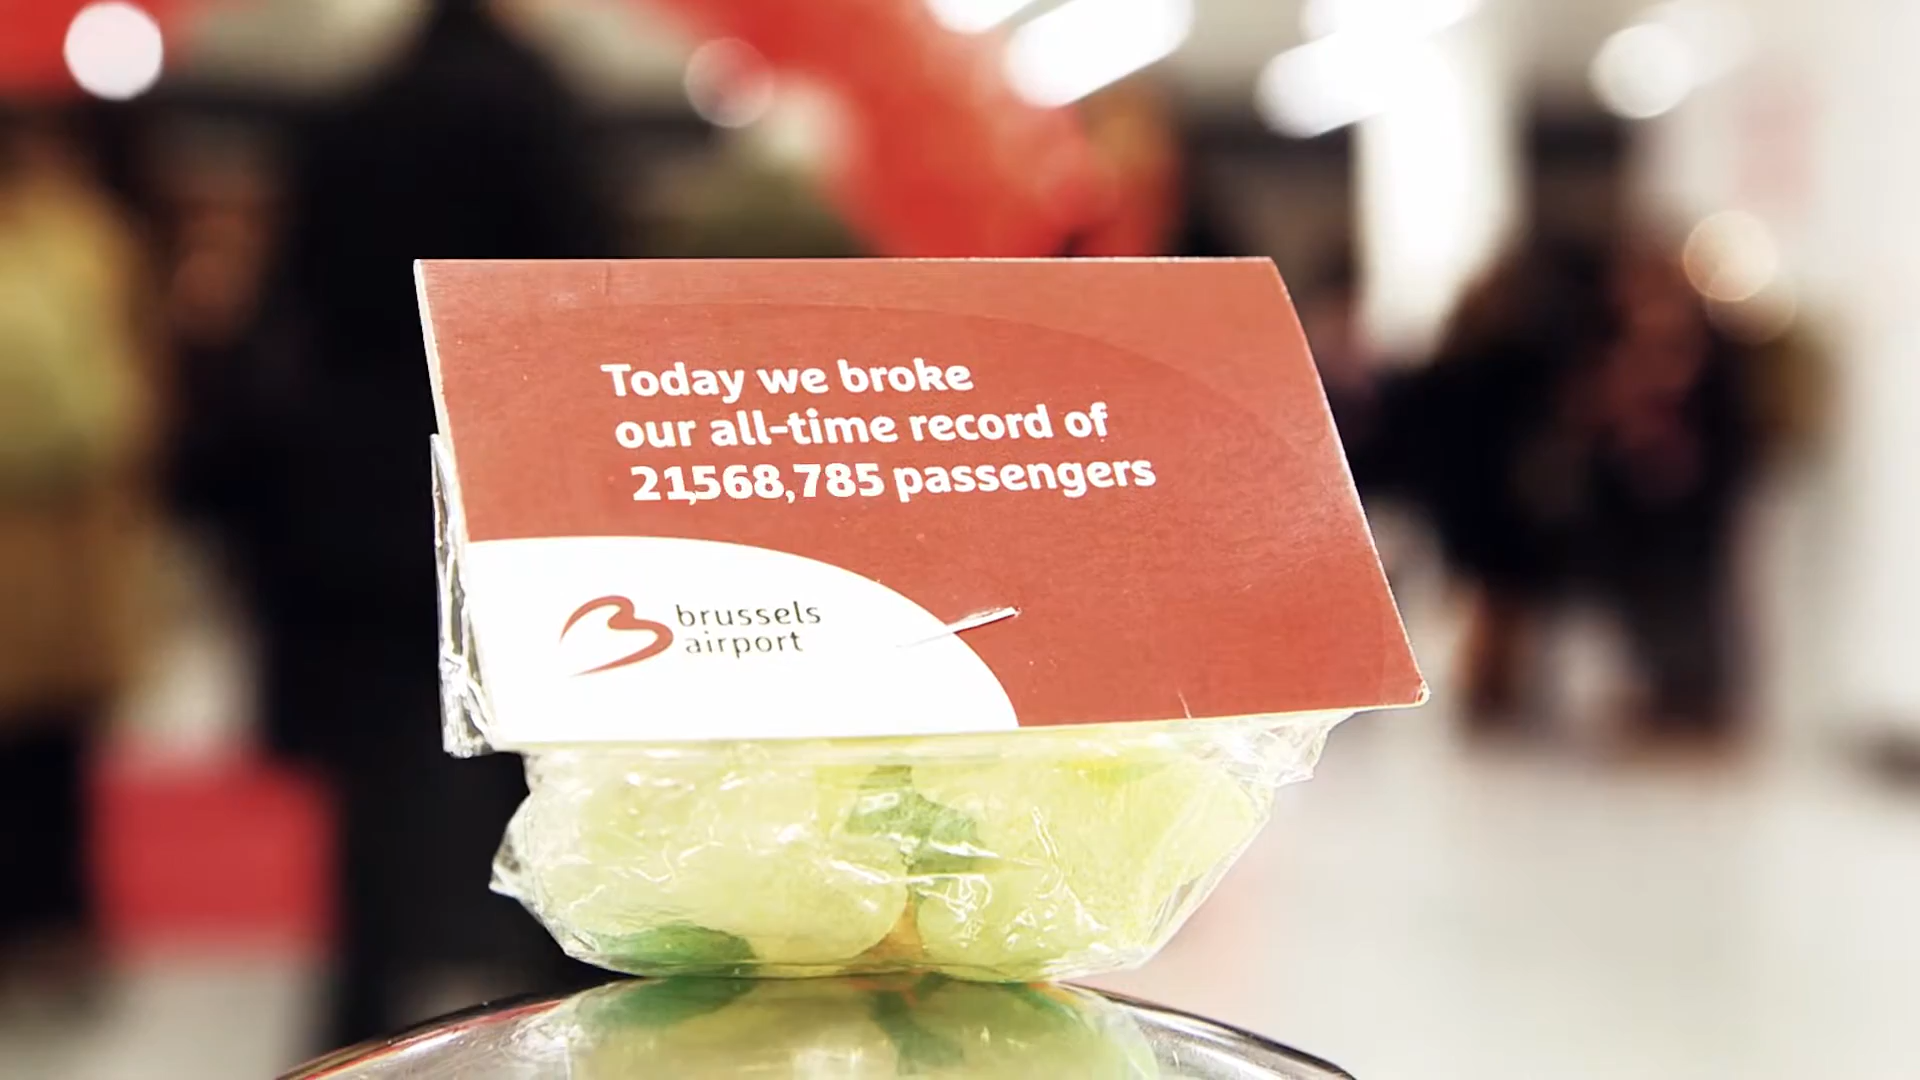 Today we broke
our all-time record of
21,568,785 passengers
brussels
airport